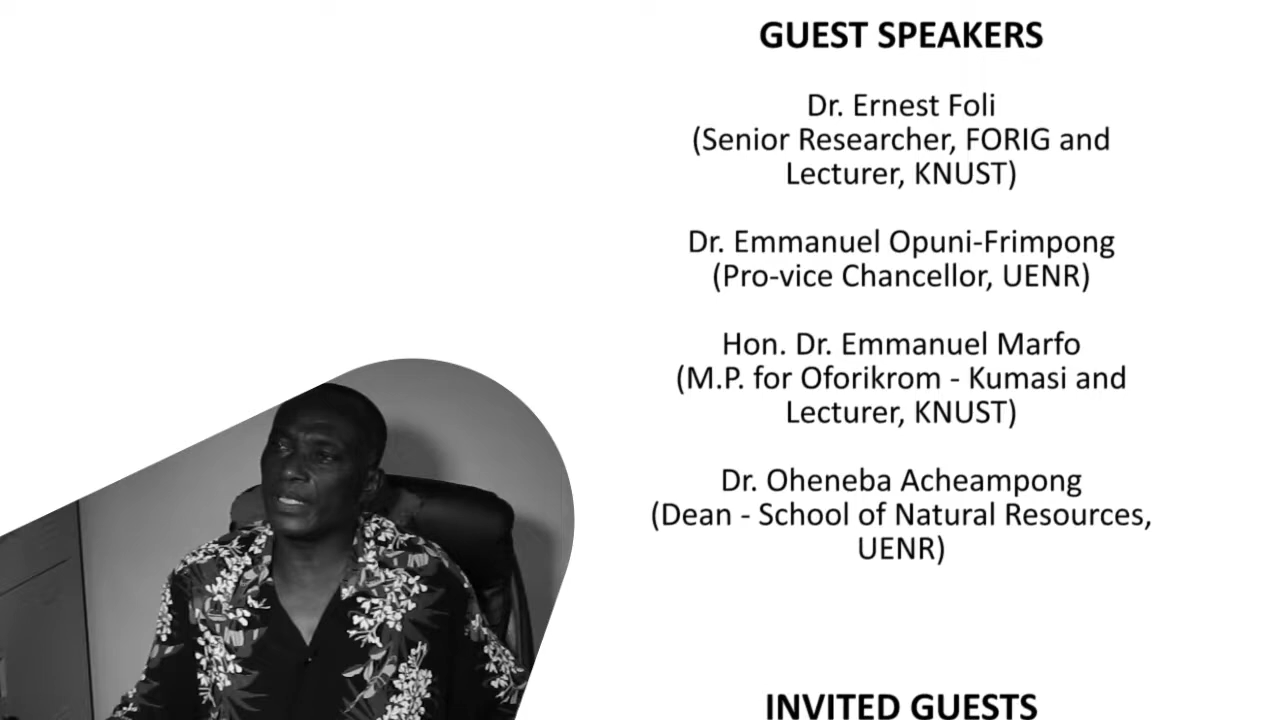 GUEST SPEAKERS
Dr. Ernest Foli
(Senior Researcher, FORIG and
Lecturer, KNUST)
Dr. Emmanuel Opuni-Frimpong
(Pro-vice Chancellor, UENR)
Hon. Dr. Emmanuel Marfo
(M.P. for Oforikrom - Kumasi and
Lecturer, KNUST)
Dr. Oheneba Acheampong
(Dean - School of Natural Resources,
UENR)
INVITED GUESTS